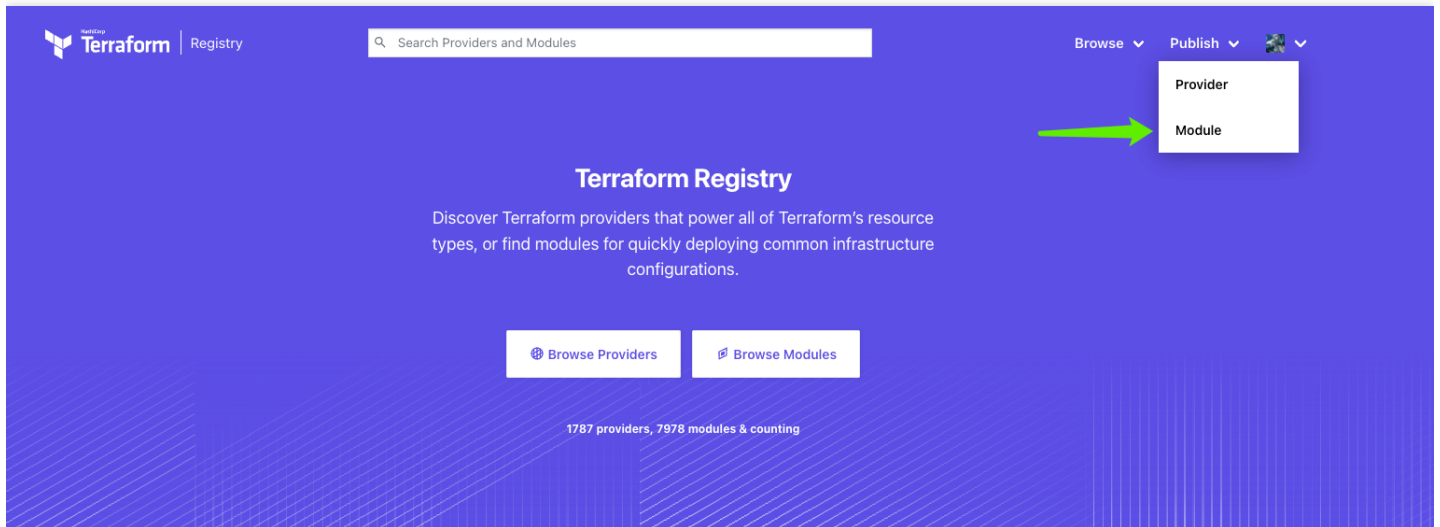 HashiCorp
Terraform
Registry
Search Providers and Modules
Browse
Publish
Provider
Module
Terraform Registry
Discover Terraform providers that power all of Terraform's resource
types, or find modules for quickly deploying common infrastructure
configurations.
Browse Providers
Browse Modules
1787 providers, 7978 modules & counting